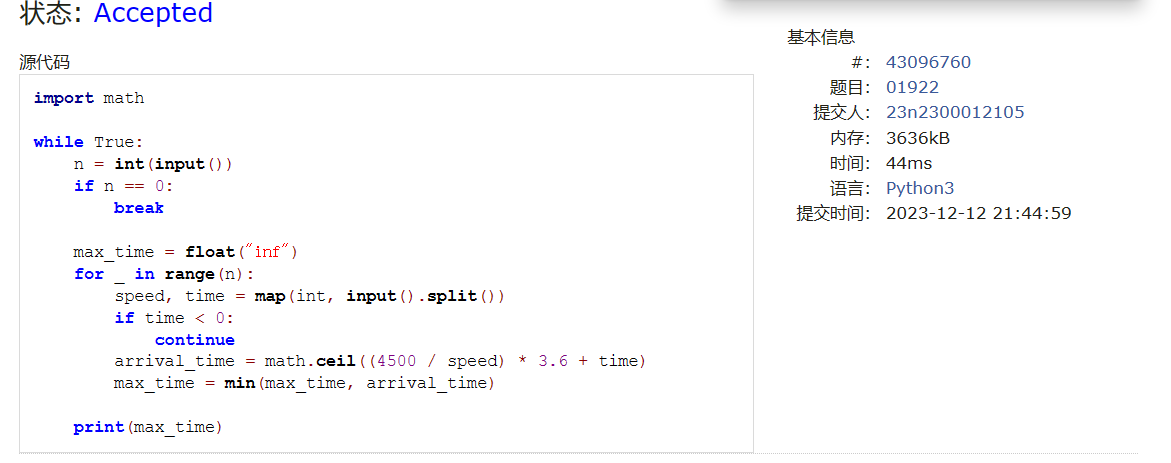 状态: Accepted
源代码
import math
while True:
    n = int(input())
    if n == 0:
        break
    max_time = float("inf")
    for _ in range(n):
        speed, time = map(int, input().split())
        if time < 0:
            continue
        arrival_time = math.ceil((4500 / speed) * 3.6 + time)
        max_time = min(max_time, arrival_time)
    print(max_time)
基本信息
#: 43096760
题目: 01922
提交人: 23n2300012105
内存: 3636kB
时间: 44ms
语言: Python3
提交时间: 2023-12-12 21:44:59